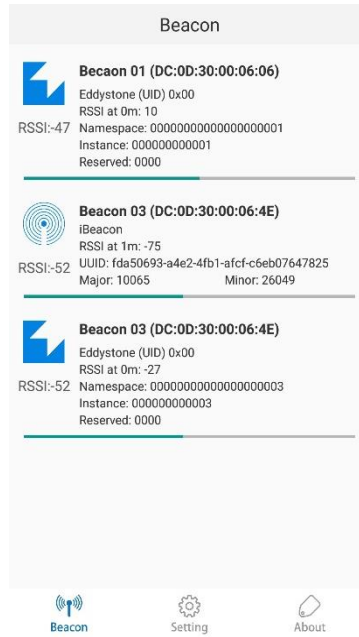 Beacon
Becaon 01 (DC:0D:30:00:06:06)
Eddystone (UID) 0x00
RSSI at 0m: 10
RSSI:-47 Namespace: 00000000000000000001
Instance: 000000000001
Reserved: 0000
Beacon 03 (DC:0D:30:00:06:4E)
iBeacon
RSSI at 1m: -75
RSSI:-52 UUID: fda50693-a4e2-4fb1-afcf-c6eb07647825
Major: 10065 Minor: 26049
Beacon 03 (DC:0D:30:00:06:4E)
Eddystone (UID) 0x00
RSSI at 0m: -27
RSSI:-52 Namespace: 00000000000000000003
Instance: 000000000003
Reserved: 0000
Beacon Setting About